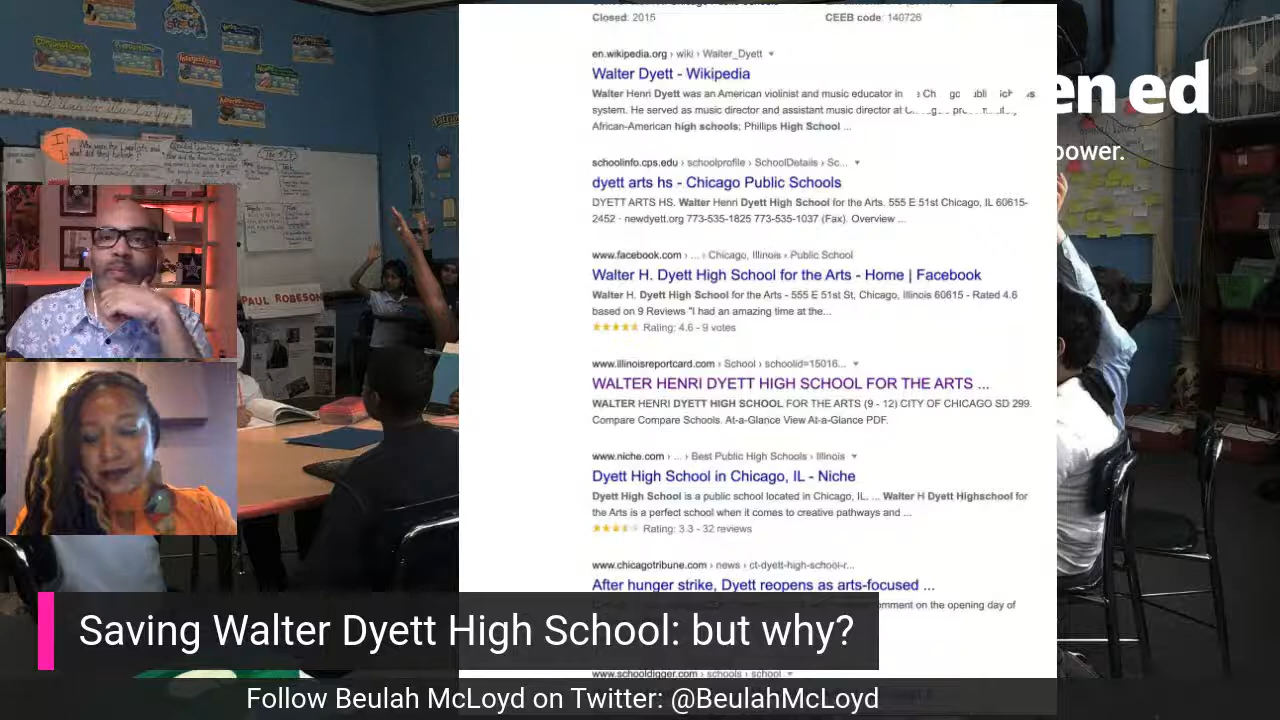 Closed: 2015
CEEB code: 140726
en.wikipedia.org › wiki › Walter_Dyett
Walter Dyett - Wikipedia
Walter Henri Dyett was an American violinist and music educator in
system. He served as music director and assistant music director at
African-American high schools; Phillips High School ...
schoolinfo.cps.edu › schoolprofile › SchoolDetails › Sc...
dyett arts hs - Chicago Public Schools
DYETT ARTS HS. Walter Henri Dyett High School for the Arts. 555 E 51st Chicago, IL 60615-
2452 · newdyett.org 773-535-1825 773-535-1037 (Fax). Overview ...
www.facebook.com › ... › Chicago, Illinois › Public School
Walter H. Dyett High School for the Arts - Home | Facebook
Walter H. Dyett High School for the Arts - 555 E 51st St, Chicago, Illinois 60615 - Rated 4.6
based on 9 Reviews "I had an amazing time at the...
Rating: 4.6 - 9 votes
www.illinoisreportcard.com › School › schoolid=15016...
WALTER HENRI DYETT HIGH SCHOOL FOR THE ARTS ...
WALTER HENRI DYETT HIGH SCHOOL FOR THE ARTS (9 - 12) CITY OF CHICAGO SD 299.
Compare Compare Schools. At-a-Glance View At-a-Glance PDF.
www.niche.com › ... › Best Public High Schools › Illinois
Dyett High School in Chicago, IL - Niche
Dyett High School is a public school located in Chicago, IL. ... Walter H Dyett Highschool for
the Arts is a perfect school when it comes to creative pathways and ...
Rating: 3.3 - 32 reviews
www.chicagotribune.com › news › ct-dyett-high-school-r...
After hunger strike, Dyett reopens as arts-focused ...
on the opening day of
www.schooldigger.com › schools › school
en ed
power.
PAUL ROBESON
Saving Walter Dyett High School: but why?
Follow Beulah McLoyd on Twitter: @BeulahMcLoyd